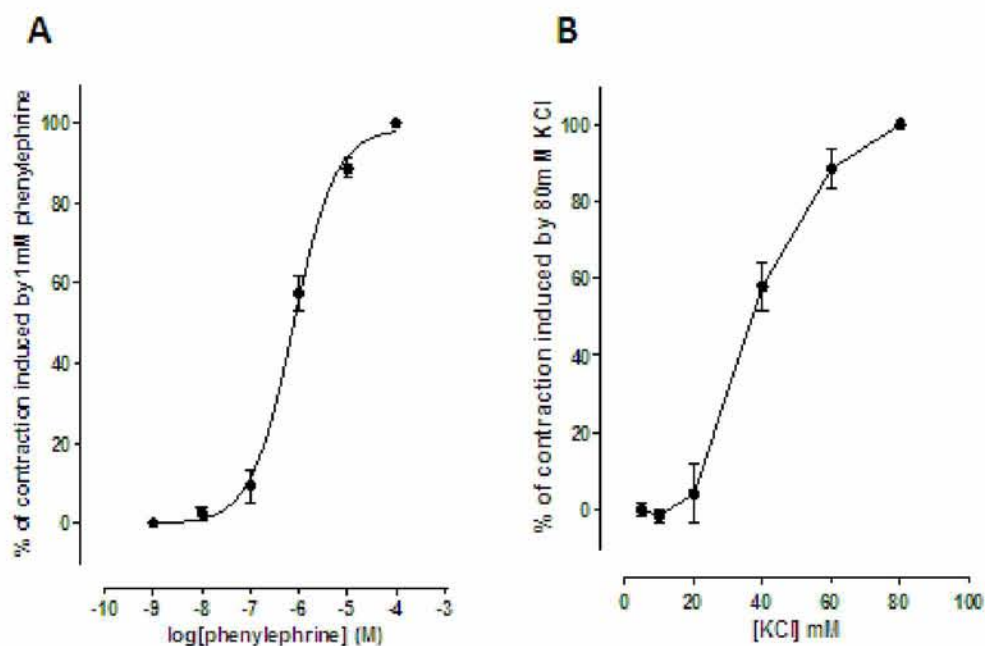 A
% of contraction induced by 1mM phenylephrine
100
80
60
40
20
0
-10 -9 -8 -7 -6 -5 -4 -3
log[phenylephrine] (M)
B
% of contraction induced by 80mM KCl
100
80
60
40
20
0
0 20 40 60 80 100
[KCl] mM